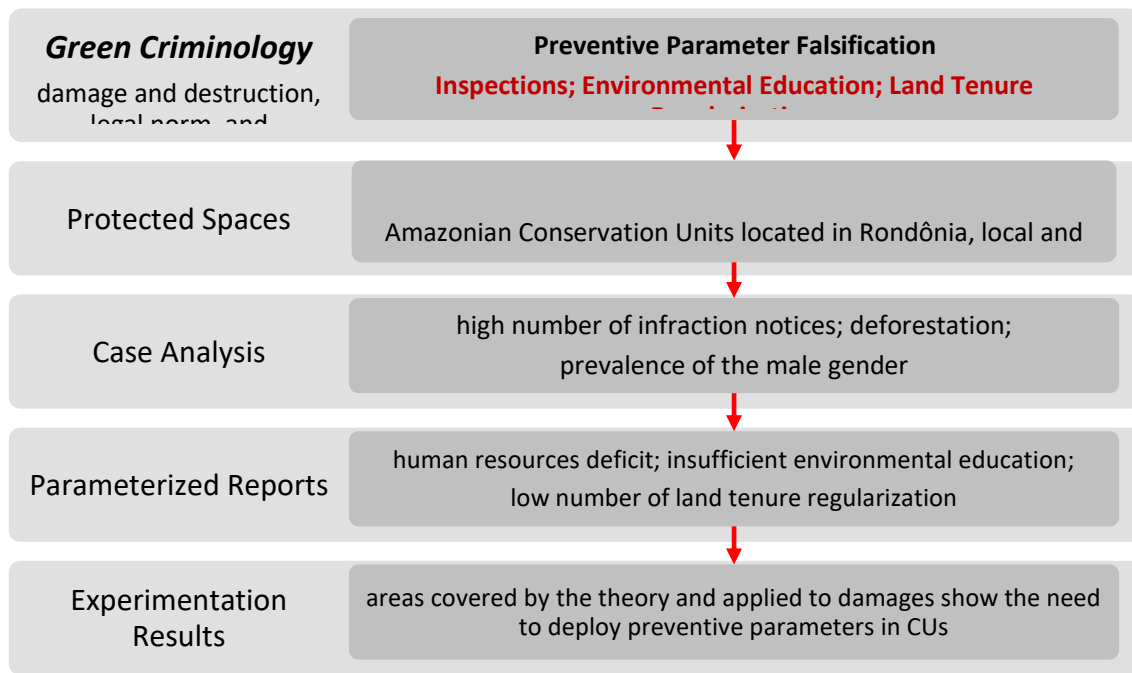 Green Criminology
damage and destruction,
legal norm, and
Preventive Parameter Falsification
Inspections; Environmental Education; Land Tenure
Protected Spaces
Amazonian Conservation Units located in Rondônia, local and
Case Analysis
high number of infraction notices; deforestation;
prevalence of the male gender
Parameterized Reports
human resources deficit; insufficient environmental education;
low number of land tenure regularization
Experimentation
Results
areas covered by the theory and applied to damages show the need
to deploy preventive parameters in CUs